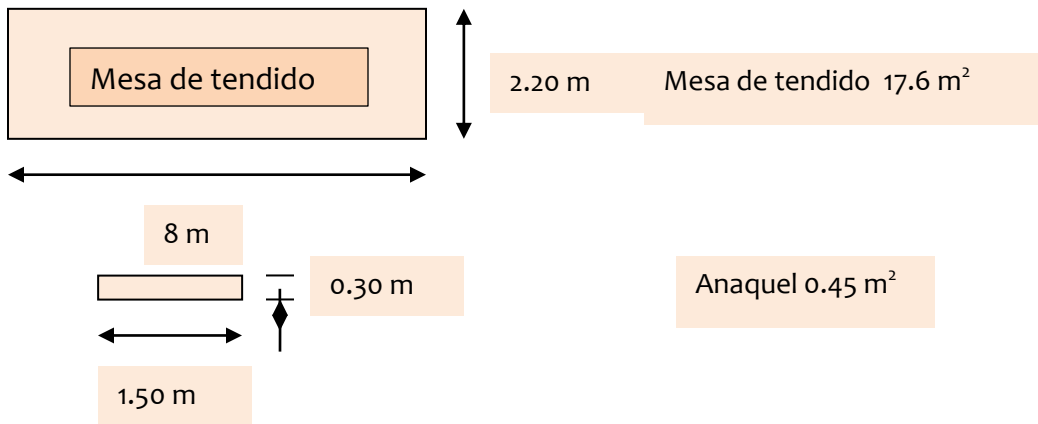 Mesa de tendido
2.20 m
Mesa de tendido 17.6 m²
8 m
0.30 m
Anaquel 0.45 m²
1.50 m